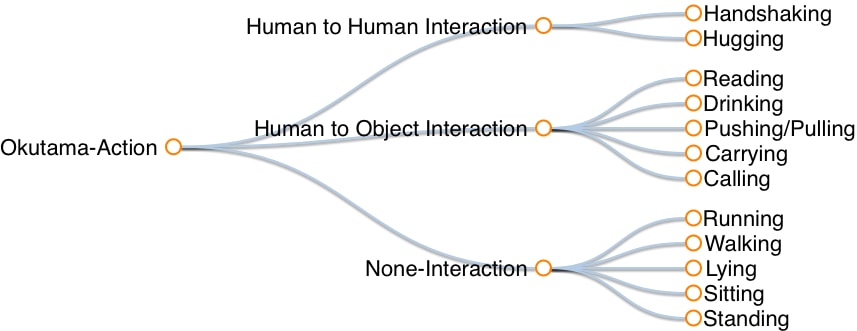 Okutama-Action
Human to Human Interaction
Handshaking
Hugging
Human to Object Interaction
Reading
Drinking
Pushing/Pulling
Carrying
Calling
None-Interaction
Running
Walking
Lying
Sitting
Standing